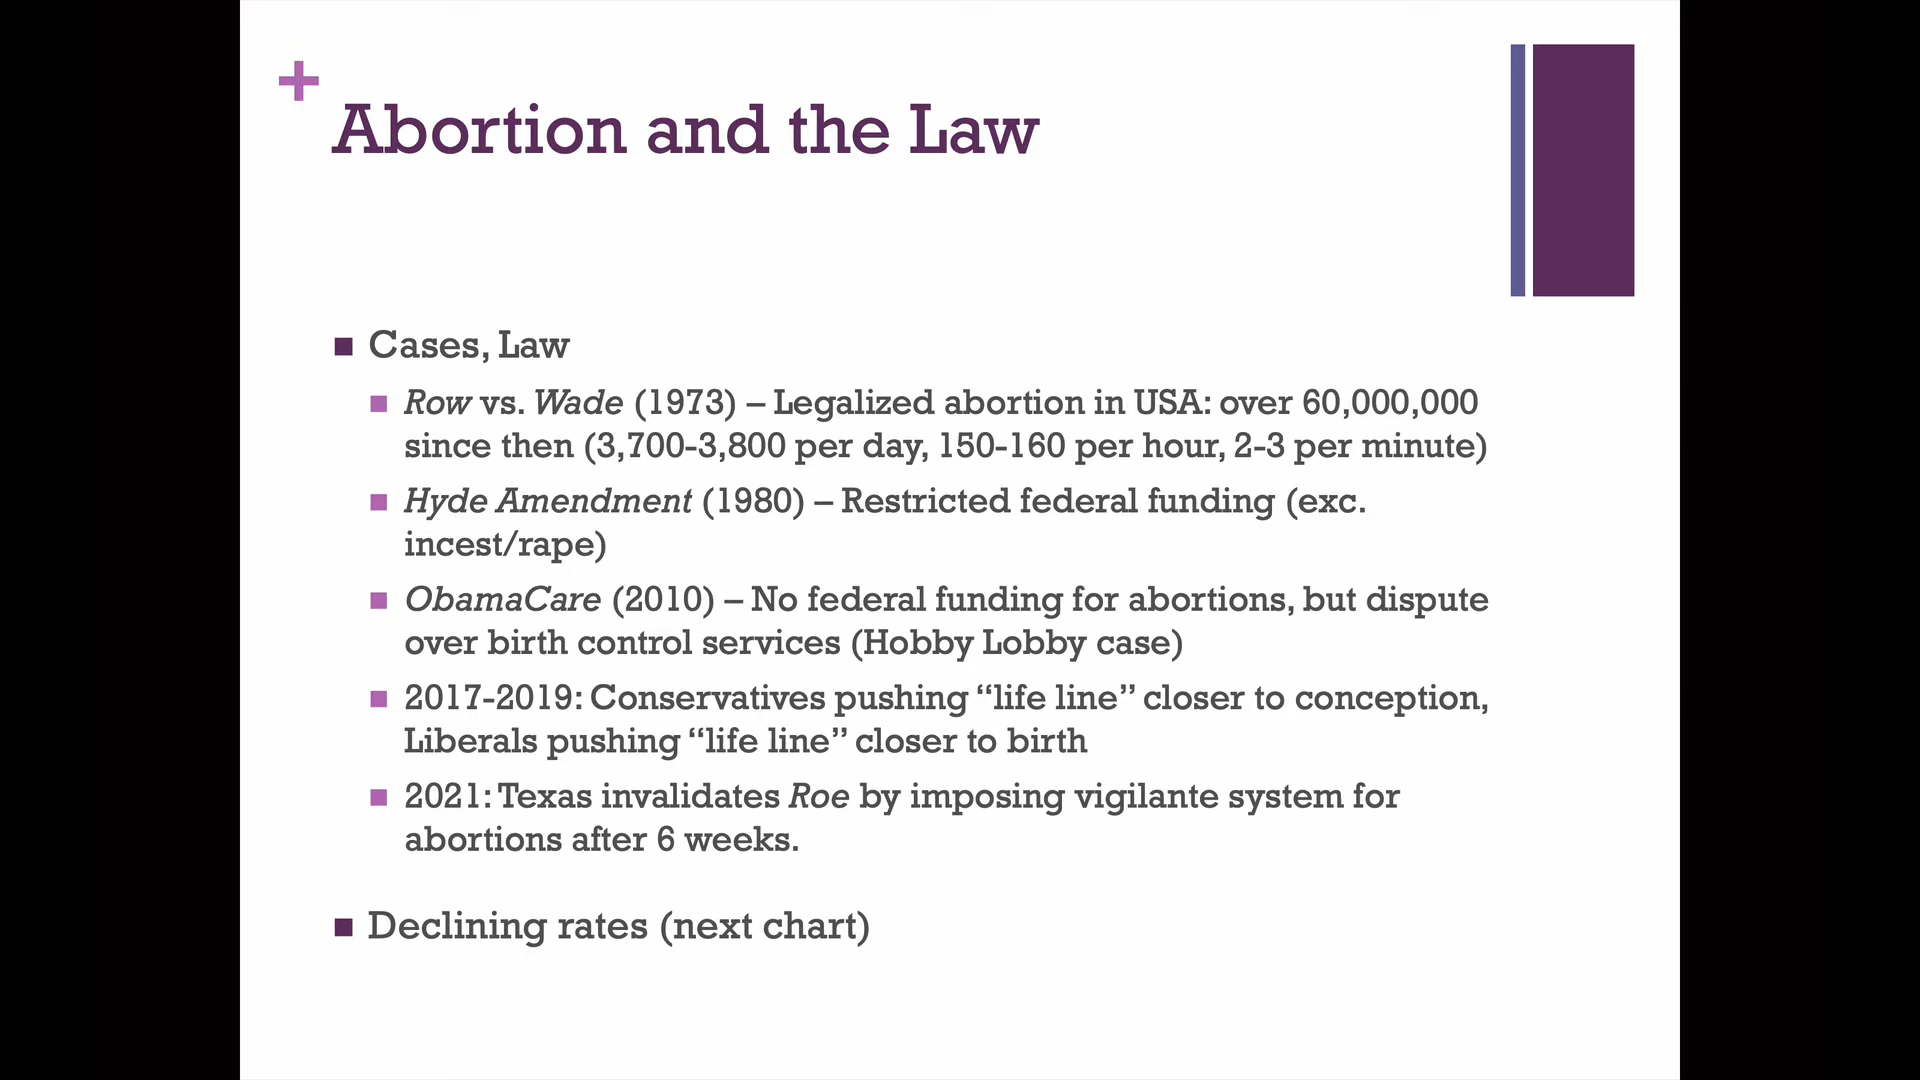 +
Abortion and the Law
■ Cases, Law
■ Row vs. Wade (1973) – Legalized abortion in USA: over 60,000,000
since then (3,700-3,800 per day, 150-160 per hour, 2-3 per minute)
■ Hyde Amendment (1980) – Restricted federal funding (exc.
incest/rape)
■ ObamaCare (2010) – No federal funding for abortions, but dispute
over birth control services (Hobby Lobby case)
■ 2017-2019: Conservatives pushing “life line” closer to conception,
Liberals pushing “life line” closer to birth
■ 2021: Texas invalidates Roe by imposing vigilante system for
abortions after 6 weeks.
■ Declining rates (next chart)